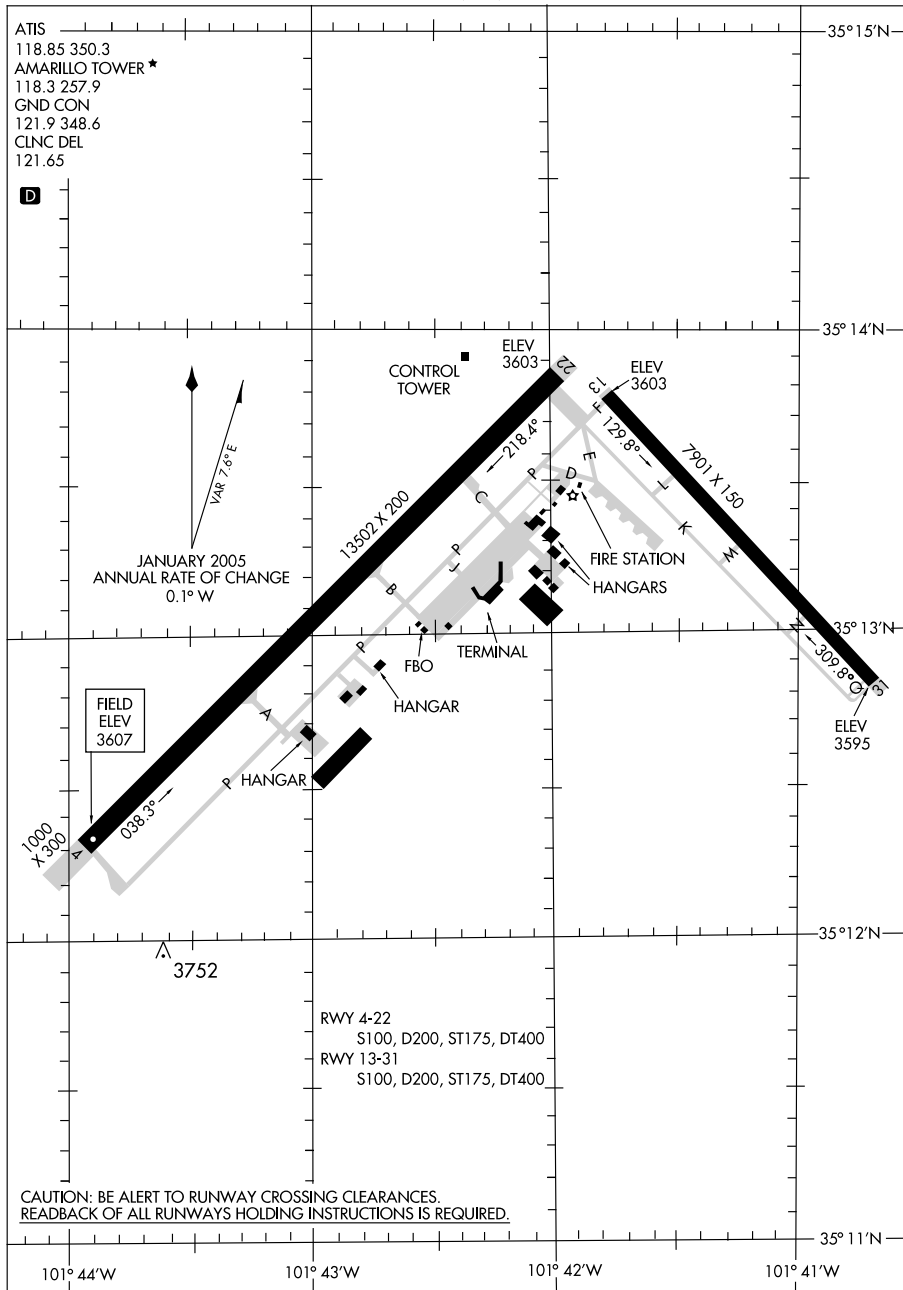 ATIS
118.85 350.3
AMARILLO TOWER ★
118.3 257.9
GND CON
121.9 348.6
CLNC DEL
121.65
D
35°15'N
35°14'N
CONTROL
TOWER
ELEV
3603
22
13
ELEV
3603
F
129.8°
7901 X 150
218.4°
VAR 7.6° E
JANUARY 2005
ANNUAL RATE OF CHANGE
0.1° W
13502 X 200
C
P
D
E
L
K
M
FIRE STATION
HANGARS
P
J
B
P
FBO
TERMINAL
35°13'N
N
309.8°
O
31
ELEV
3595
HANGAR
A
FIELD
ELEV
3607
HANGAR
P
038.3°
1000
X 300
4
35°12'N
3752
RWY 4-22
S100, D200, ST175, DT400
RWY 13-31
S100, D200, ST175, DT400
CAUTION: BE ALERT TO RUNWAY CROSSING CLEARANCES.
READBACK OF ALL RUNWAYS HOLDING INSTRUCTIONS IS REQUIRED.
35°11'N
101° 44'W
101° 43'W
101° 42'W
101° 41'W